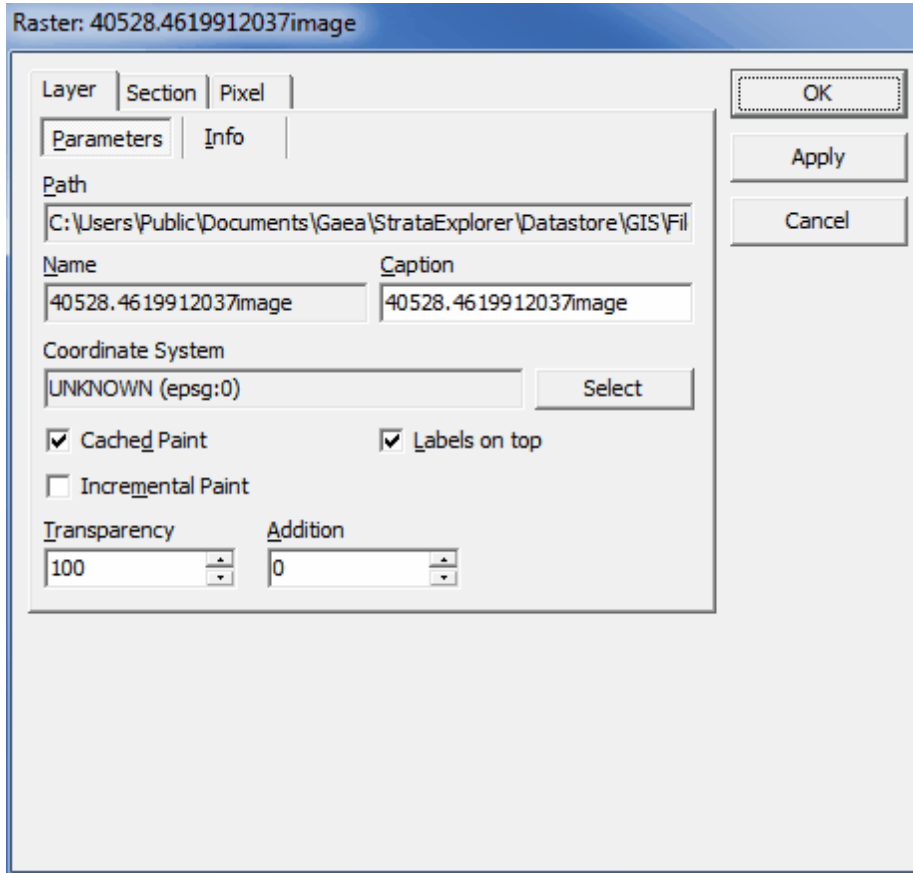 Raster: 40528.4619912037image
Layer Section Pixel
OK
Parameters Info
Apply
Path
C:\Users\Public\Documents\Gaea\StrataExplorer\Datastore\GIS\Fil
Cancel
Name Caption
40528.4619912037image 40528.4619912037image
Coordinate System
UNKNOWN (epsg:0) Select
Cached Paint Labels on top
Incremental Paint
Transparency Addition
100 0